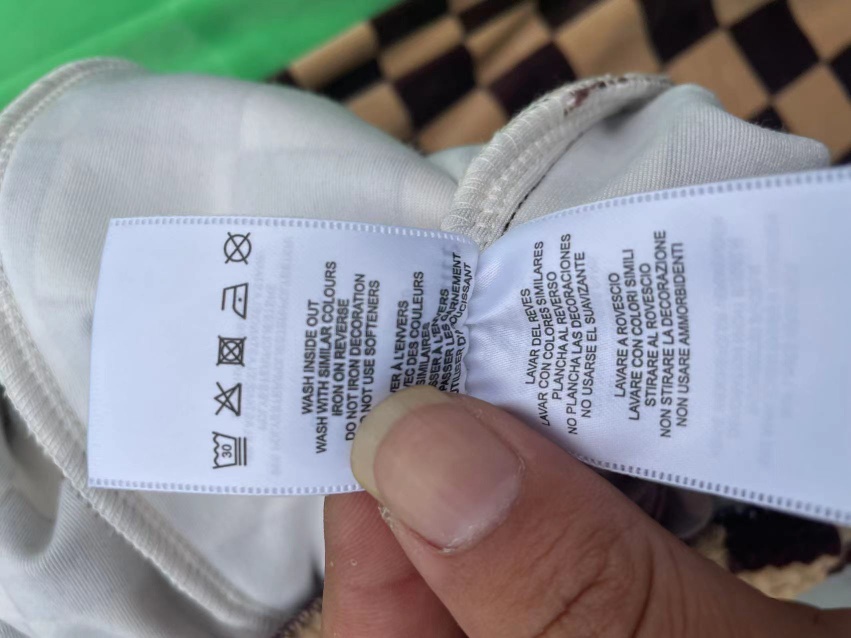 30
WASH INSIDE OUT
WASH WITH SIMILAR COLOURS
IRON ON REVERSE
DO NOT IRON DECORATION
NOT USE SOFTENERS
À L'ENVERS
DES COULEURS
SIMILAIRES
À L'ENVERS
PASSER LES
LAVAR DEL REVES
LAVAR CON COLORES SIMILARES
PLANCHA AL REVERSO
NO PLANCHA LAS DECORACIONES
NO USARSE EL SUAVIZANTE
LAVARE A ROVESCIO
LAVARE CON COLORI SIMILI
STIRARE AL ROVESCIO
NON STIRARE LA DECORAZIONE
NON USARE AMMORBIDENTI